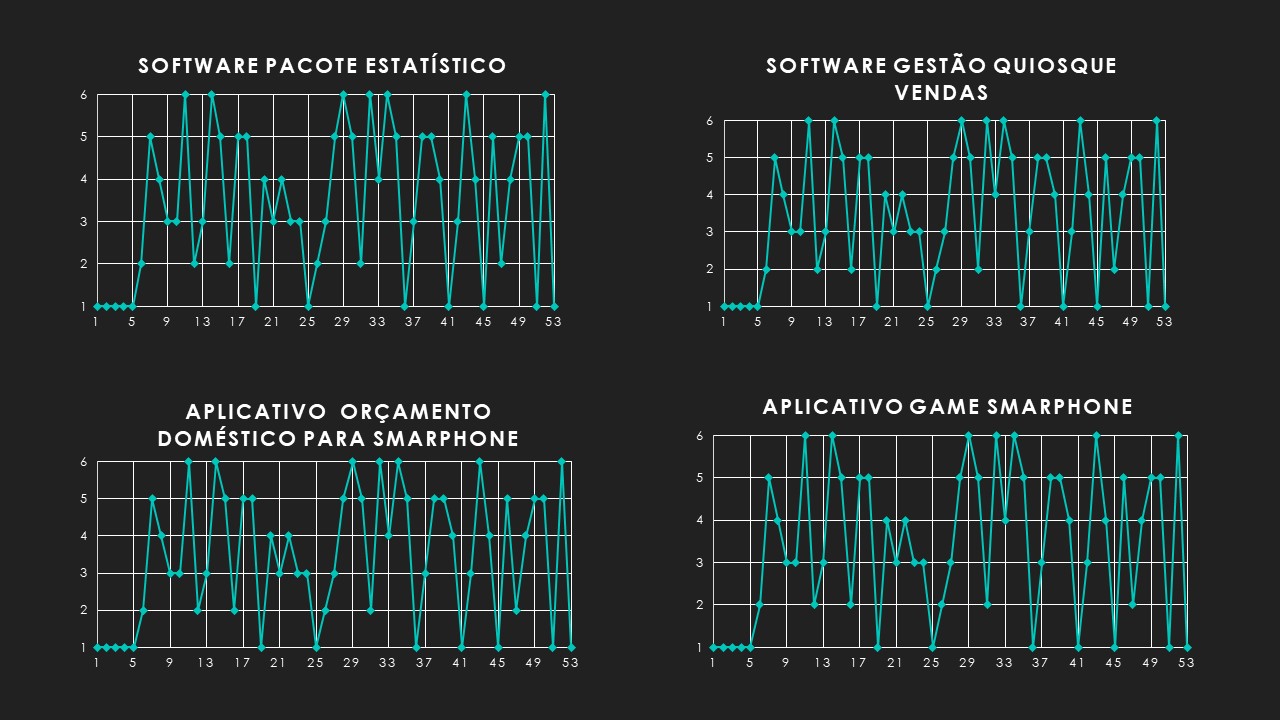 SOFTWARE PACOTE ESTATÍSTICO
6
5
4
3
2
1
1 5 9 13 17 21 25 29 33 37 41 45 49 53
SOFTWARE GESTÃO QUIOSQUE
VENDAS
6
5
4
3
2
1
1 5 9 13 17 21 25 29 33 37 41 45 49 53
APLICATIVO ORÇAMENTO
DOMÉSTICO PARA SMARPHONE
6
5
4
3
2
1
1 5 9 13 17 21 25 29 33 37 41 45 49 53
APLICATIVO GAME SMARPHONE
6
5
4
3
2
1
1 5 9 13 17 21 25 29 33 37 41 45 49 53